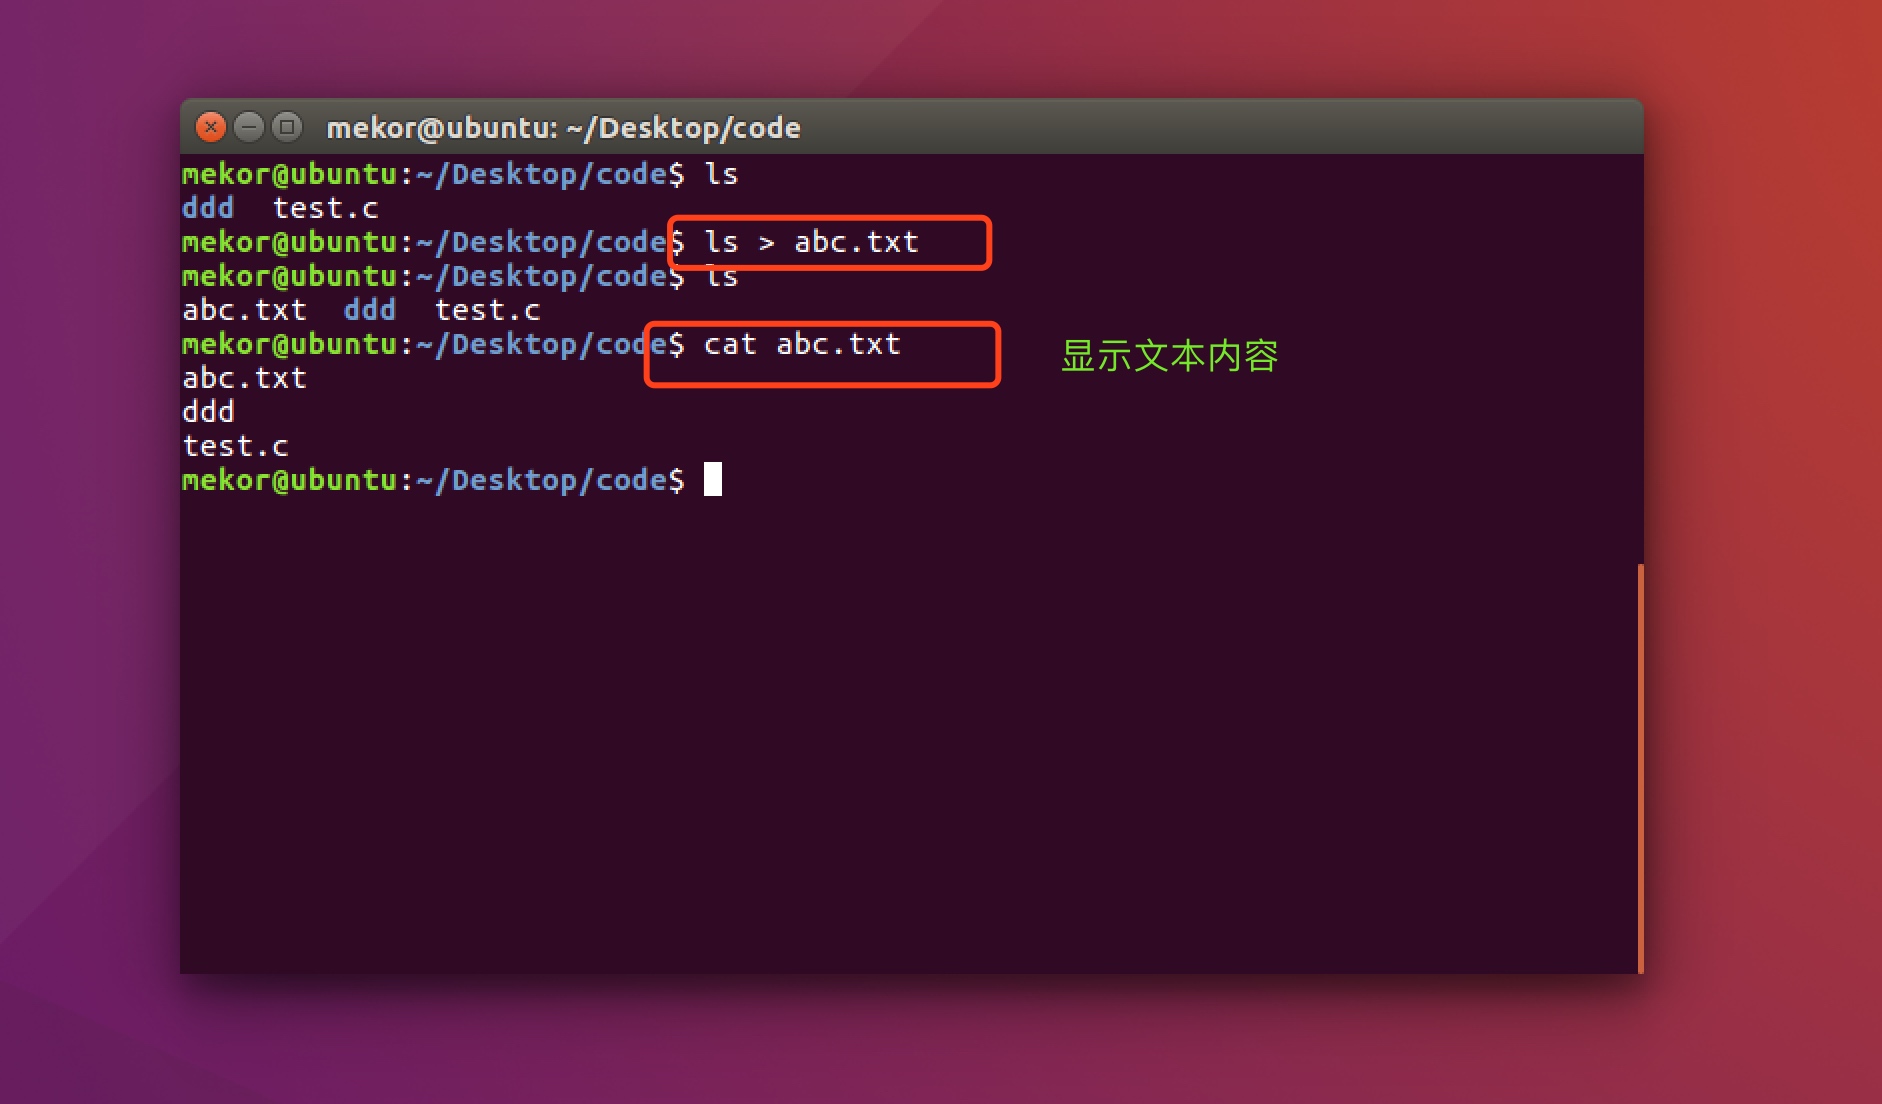 mekor@ubuntu: ~/Desktop/code
mekor@ubuntu:~/Desktop/code$ ls
ddd  test.c
mekor@ubuntu:~/Desktop/code$ ls > abc.txt
mekor@ubuntu:~/Desktop/code$ ls
abc.txt  ddd  test.c
mekor@ubuntu:~/Desktop/code$ cat abc.txt 显示文本内容
abc.txt
ddd
test.c
mekor@ubuntu:~/Desktop/code$